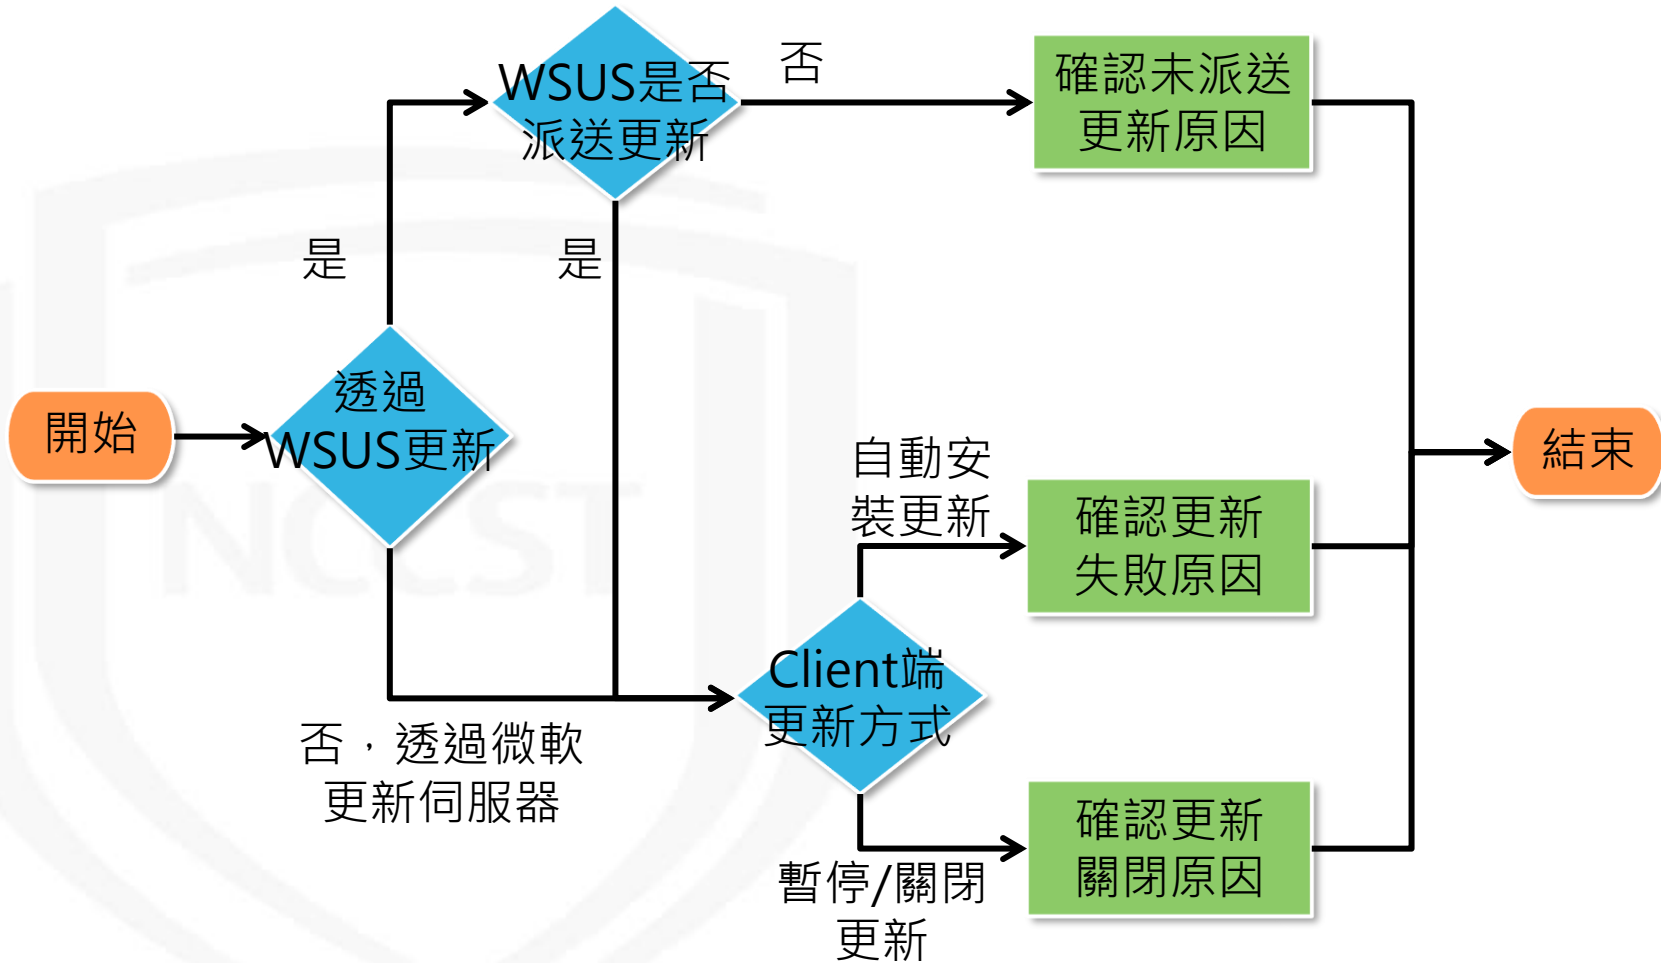 WSUS是否
派送更新
否
確認未派送
更新原因
是
是
開始
透過
WSUS更新
自動安
裝更新
確認更新
失敗原因
結束
NCCST
Client端
更新方式
否，透過微軟
更新伺服器
確認更新
關閉原因
暫停/關閉
更新